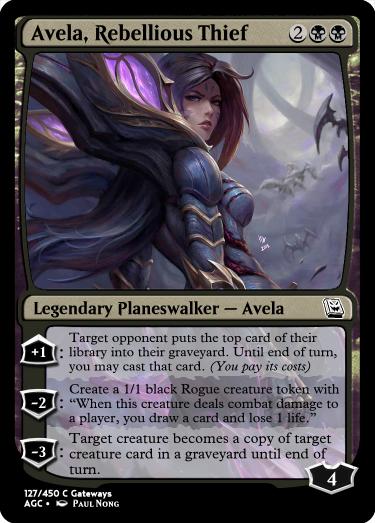 Avela, Rebellious Thief 2
Legendary Planeswalker — Avela
+1: Target opponent puts the top card of their
library into their graveyard. Until end of turn,
you may cast that card. (You pay its costs)
-2: Create a 1/1 black Rogue creature token with
“When this creature deals combat damage to
a player, you draw a card and lose 1 life.”
-3: Target creature becomes a copy of target
creature card in a graveyard until end of
turn.
4
127/450 C Gateways
AGC • Paul Nong